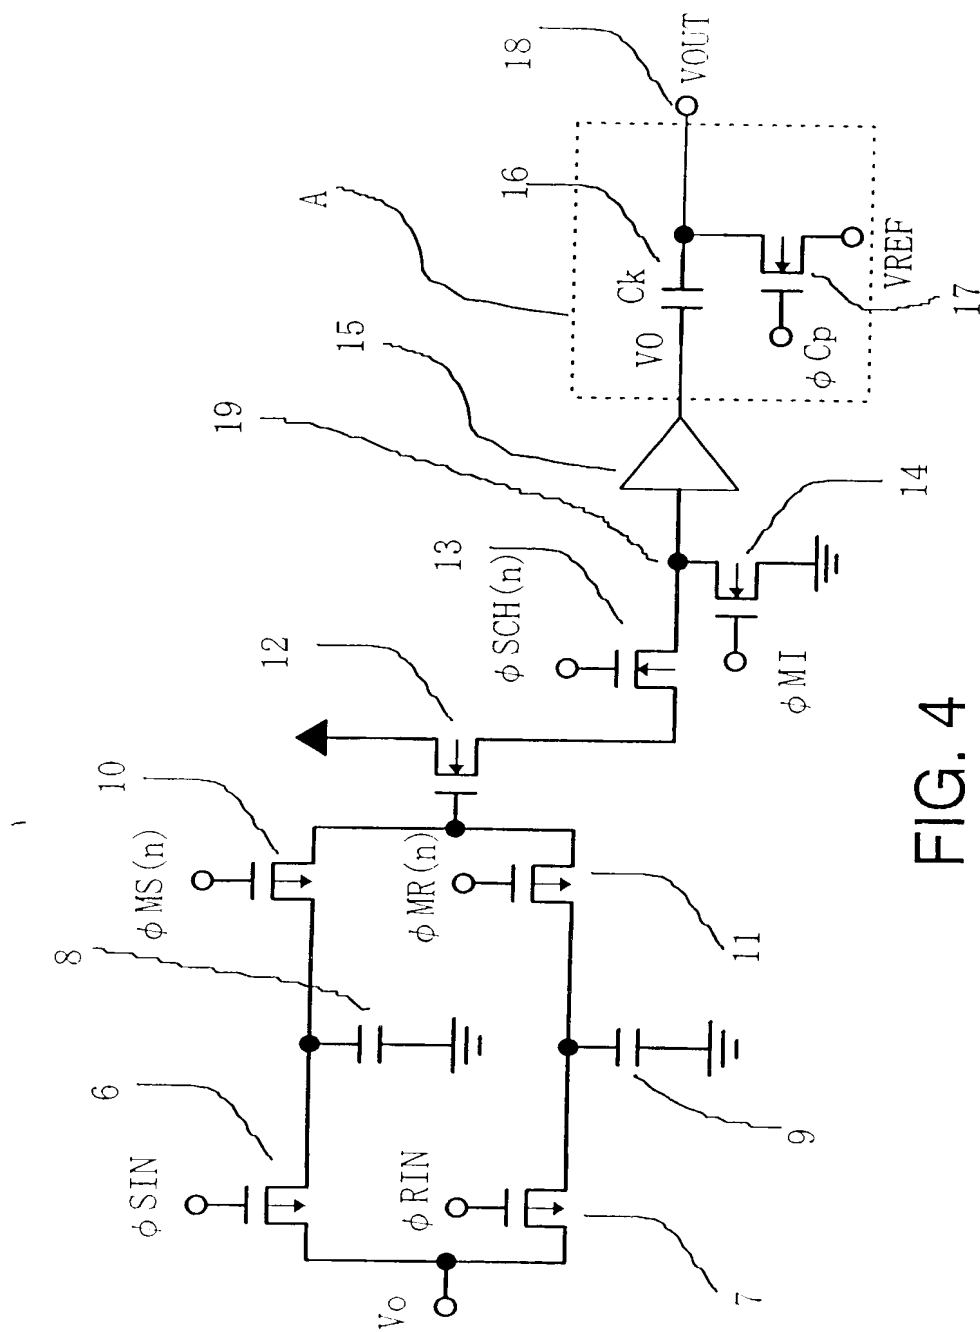 18
VOUT
A
16
Ck
VO
VREF
17
φCp
15
19
14
13
φSCH(n)
φMI
12
10
φMS(n)
φMR(n)
11
8
9
6
φSIN
φRIN
7
Vo
FIG. 4